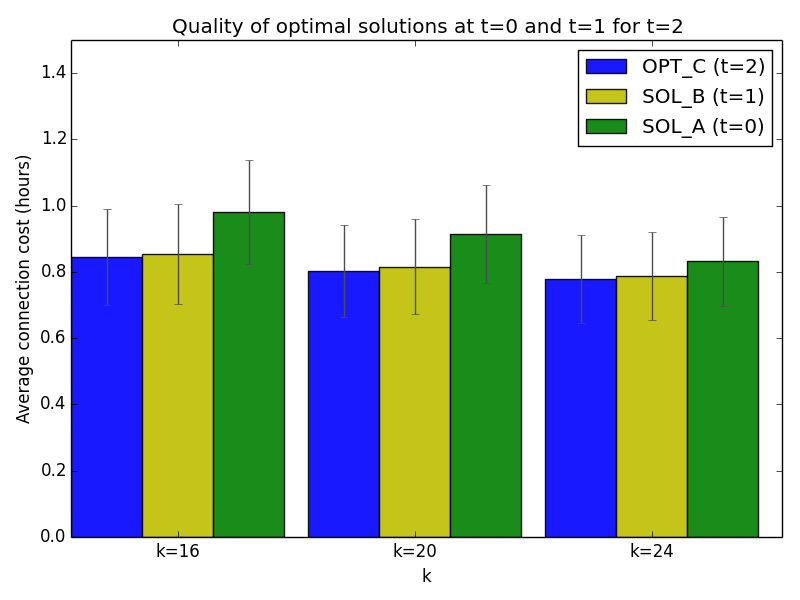 Quality of optimal solutions at t=0 and t=1 for t=2
OPT_C (t=2)
SOL_B (t=1)
SOL_A (t=0)
Average connection cost (hours)
1.4
1.2
1.0
0.8
0.6
0.4
0.2
0.0
k=16
k=20
k=24
k